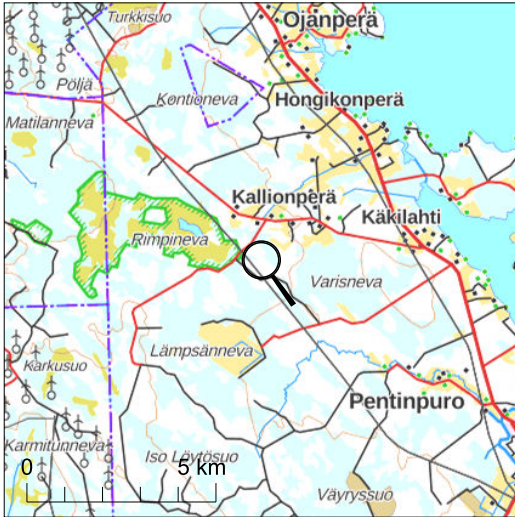 Turkkisuo
Ojanperä
Pöljä
Kontioneva
Hongikonperä
Matilanneva
Kallionperä
Käkilahti
Rimpineva
Varisneva
Lämpsänneva
Karkusuo
Pentinpuro
Karmitunneva
Iso Löytösuo
0 5 km
Väyryssuo